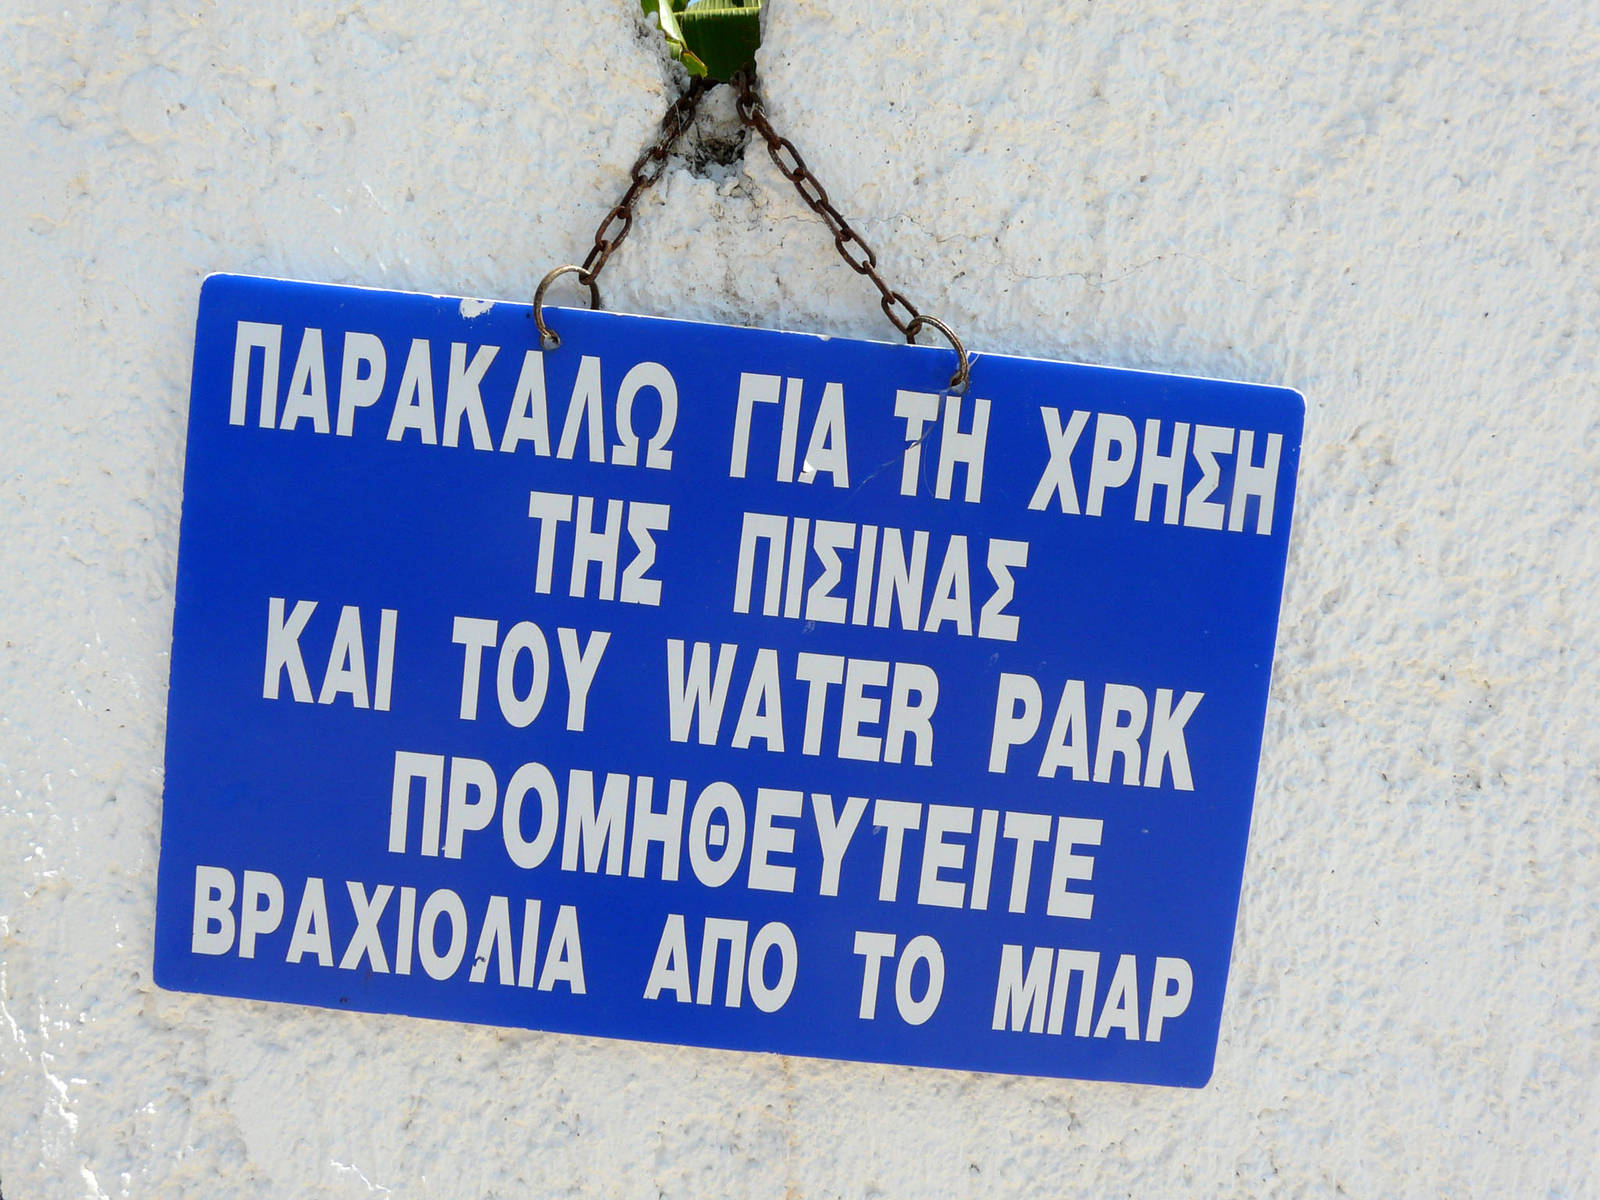 ΠΑΡΑΚΑΛΩ ΓΙΑ ΤΗ ΧΡΗΣΗ
ΤΗΣ ΠΙΣΙΝΑΣ
ΚΑΙ ΤΟΥ WATER PARK
ΠΡΟΜΗΘΕΥΤΕΙΤΕ
ΒΡΑΧΙΟΛΙΑ ΑΠΟ ΤΟ ΜΠΑΡ